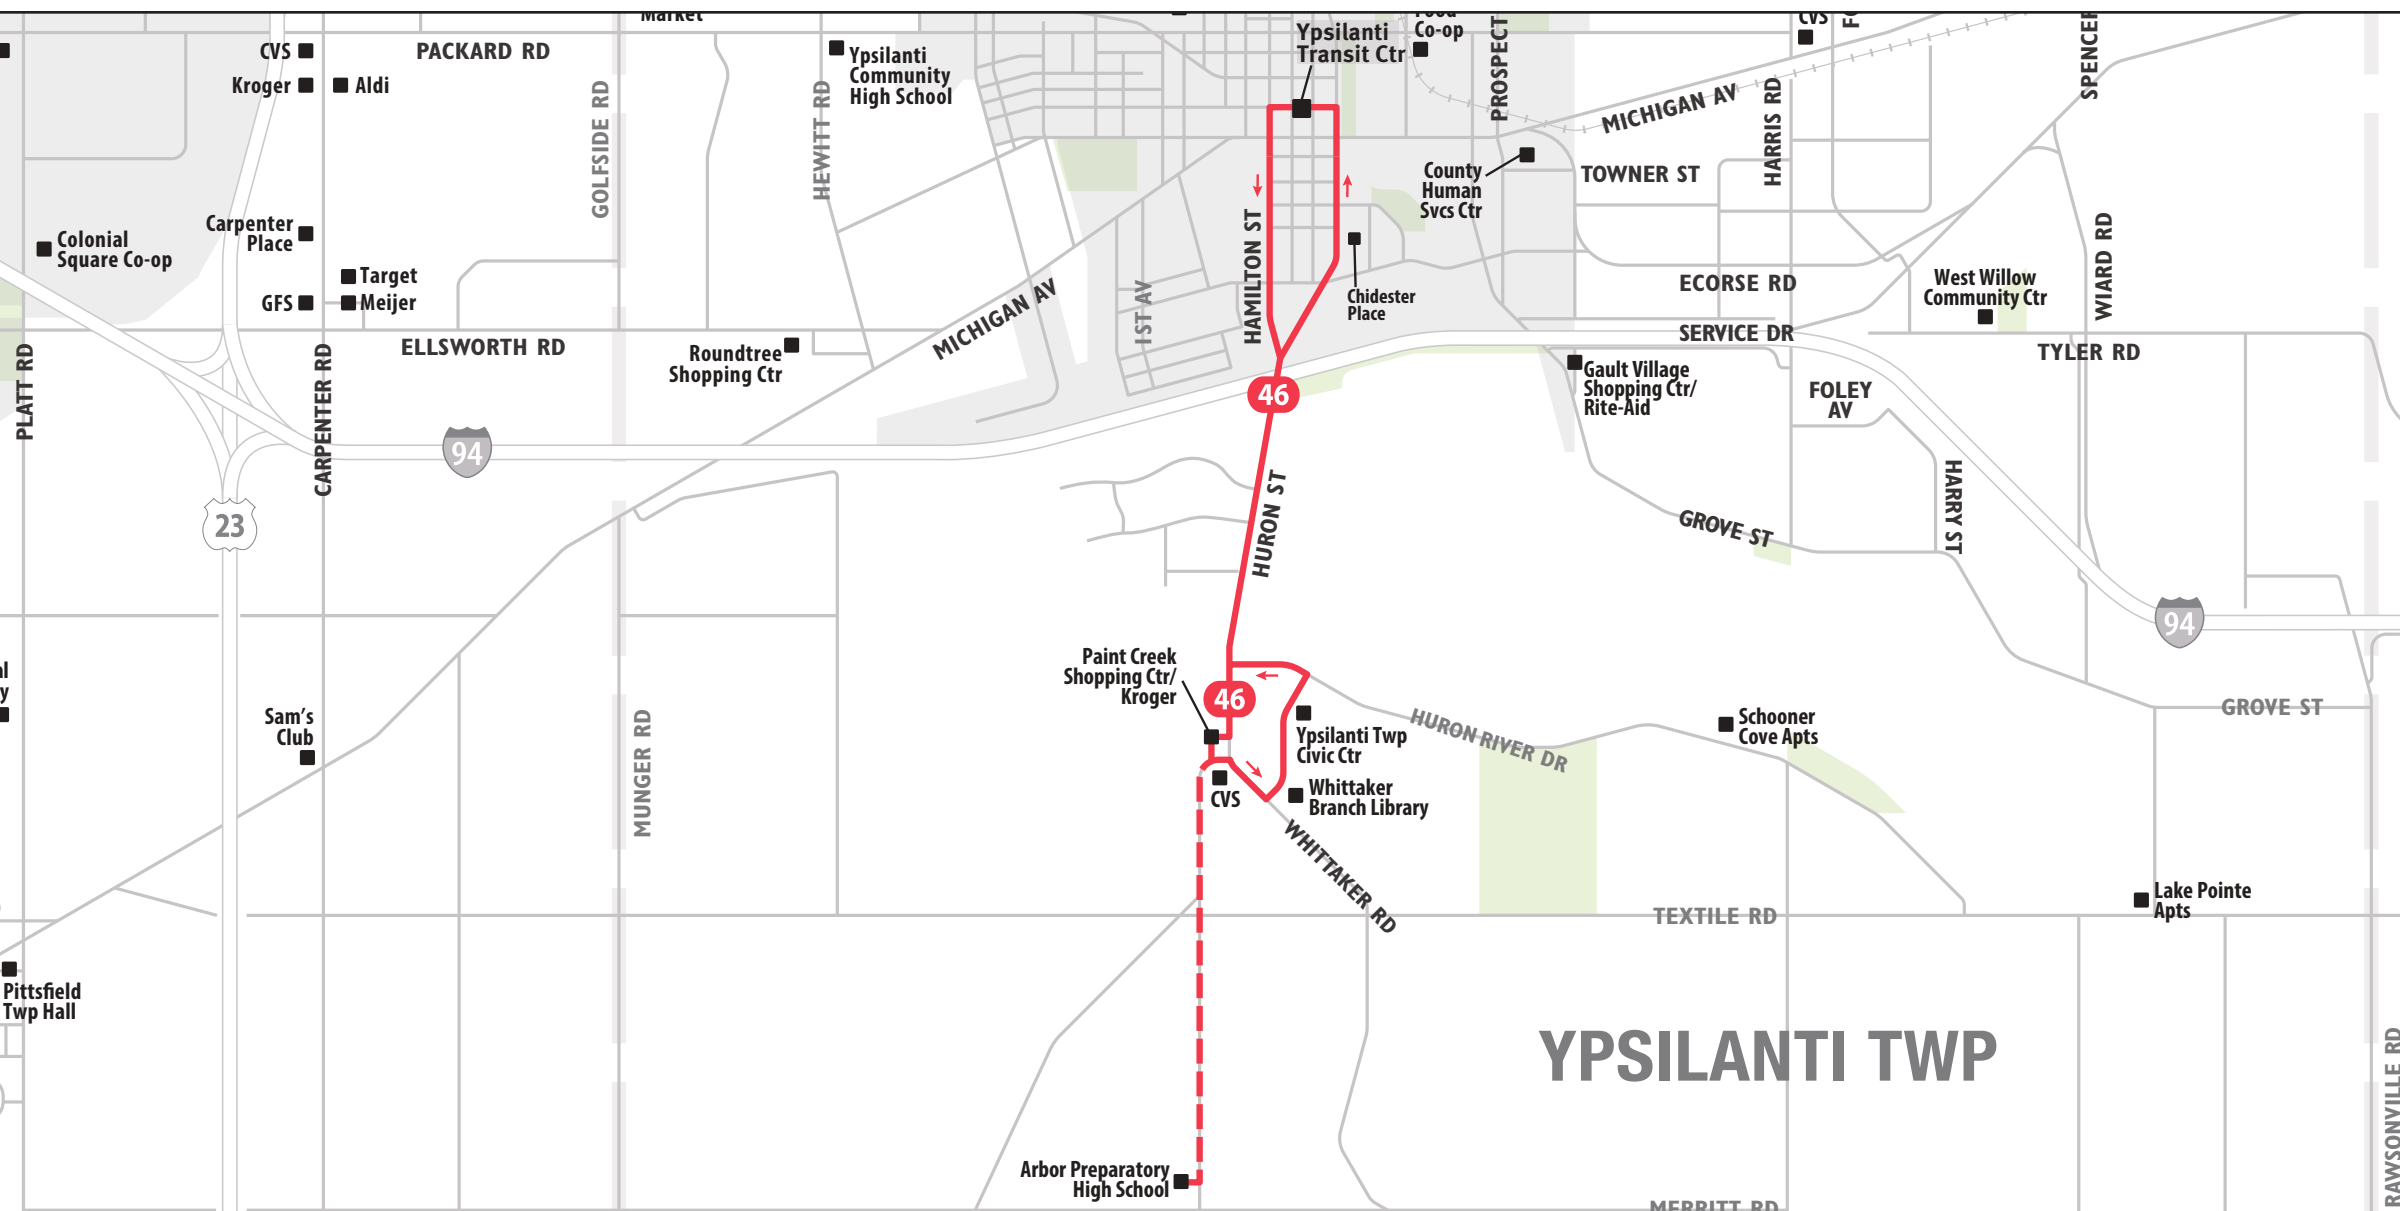 Market
CVS
PACKARD RD
Kroger
Aldi
GOLFSIDE RD
HEWITT RD
Ypsilanti
Community
High School
Ypsilanti
Transit Ctr
Food
Co-op
PROSPECT
CVS
MICHIGAN AV
HARRIS RD
SPENCER
County
Human
Svcs Ctr
TOWNER ST
Carpenter
Place
Colonial
Square Co-op
Target
GFS
Meijer
HAMILTON ST
1ST AV
Chidester
Place
ECORSE RD
West Willow
Community Ctr
WIARD RD
MICHIGAN AV
SERVICE DR
TYLER RD
PLATT RD
ELLSWORTH RD
CARPENTER RD
Roundtree
Shopping Ctr
Gault Village
Shopping Ctr/
Rite-Aid
FOLEY
AV
46
94
23
HURON ST
GROVE ST
HARRY ST
94
Paint Creek
Shopping Ctr/
Kroger
46
Sam's
Club
MUNGER RD
Ypsilanti Twp
Civic Ctr
HURON RIVER DR
Schooner
Cove Apts
GROVE ST
CVS
Whittaker
Branch Library
WHITTAKER RD
TEXTILE RD
Lake Pointe
Apts
Pittsfield
Twp Hall
YPSILANTI TWP
Arbor Preparatory
High School
MERRITT RD
RAWSONVILLE RD